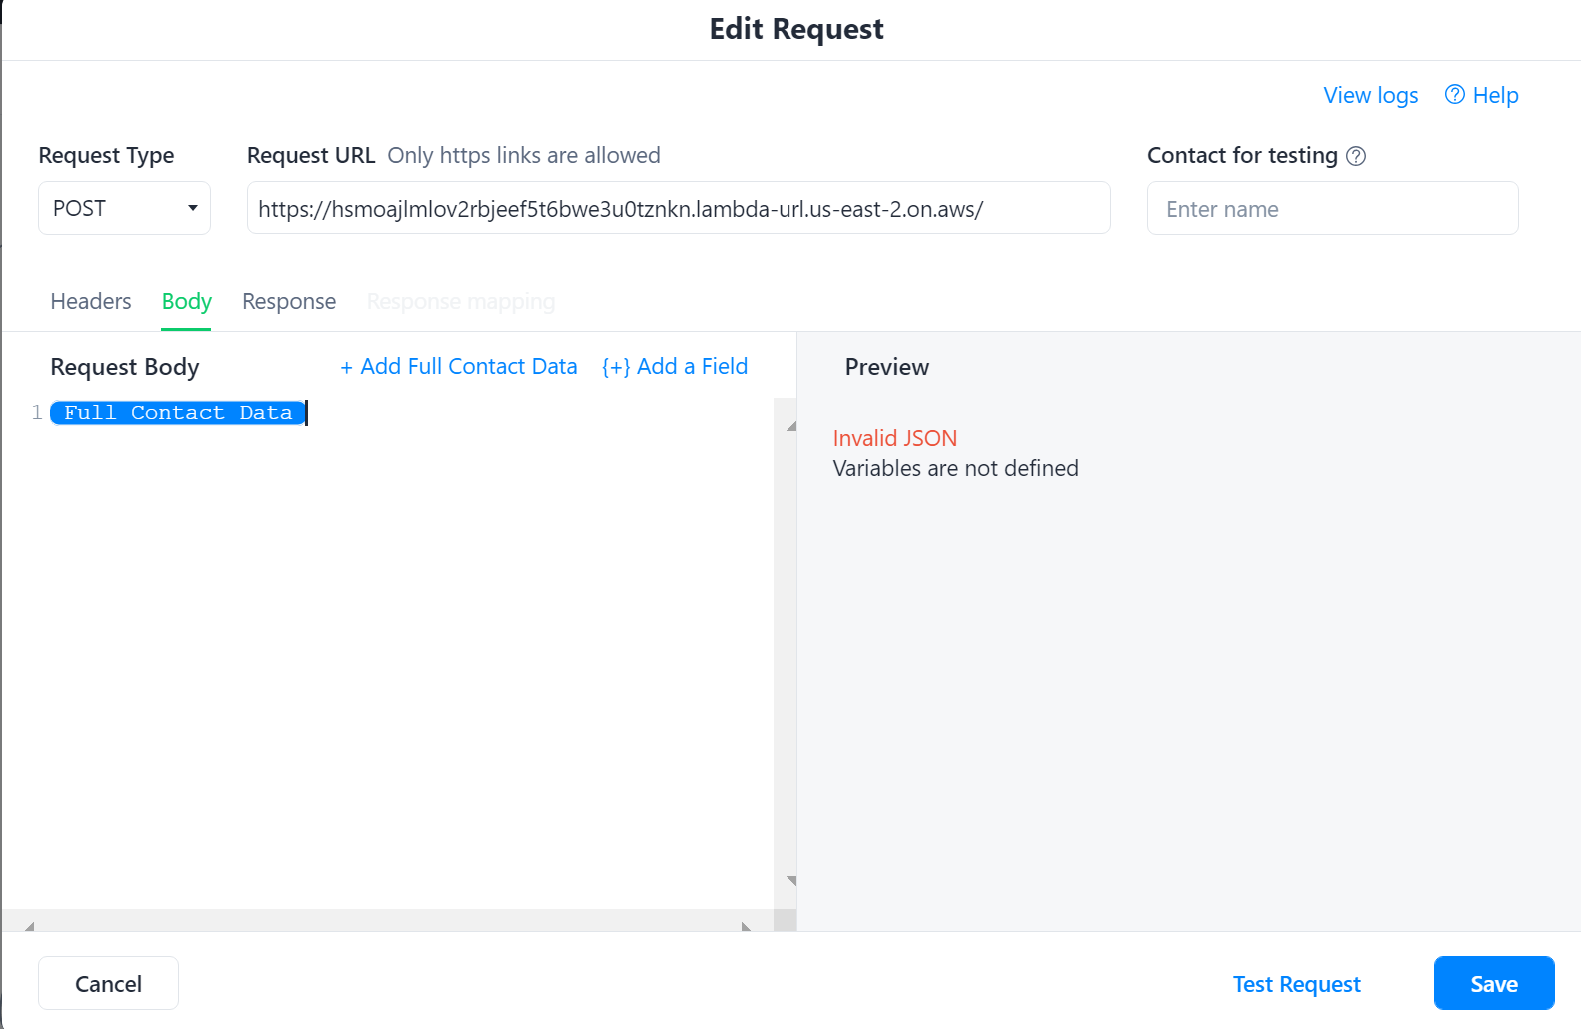 Edit Request
View logs ? Help
Request Type
Request URL Only https links are allowed
Contact for testing ?
POST
https://hsmoajlmlov2rbjeef5t6bwe3u0tznkn.lambda-url.us-east-2.on.aws/
Enter name
Headers Body Response Response mapping
Request Body + Add Full Contact Data {+} Add a Field
Preview
1 Full Contact Data
Invalid JSON
Variables are not defined
Cancel Test Request Save